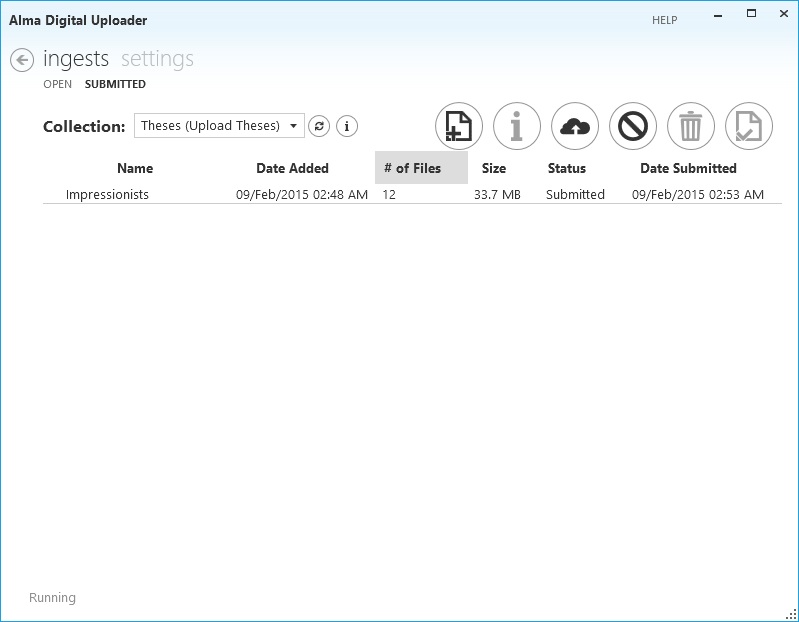 Alma Digital Uploader HELP
ingests settings
OPEN SUBMITTED
Collection: Theses (Upload Theses)
Name Date Added # of Files Size Status Date Submitted
Impressionists 09/Feb/2015 02:48 AM 12 33.7 MB Submitted 09/Feb/2015 02:53 AM
Running